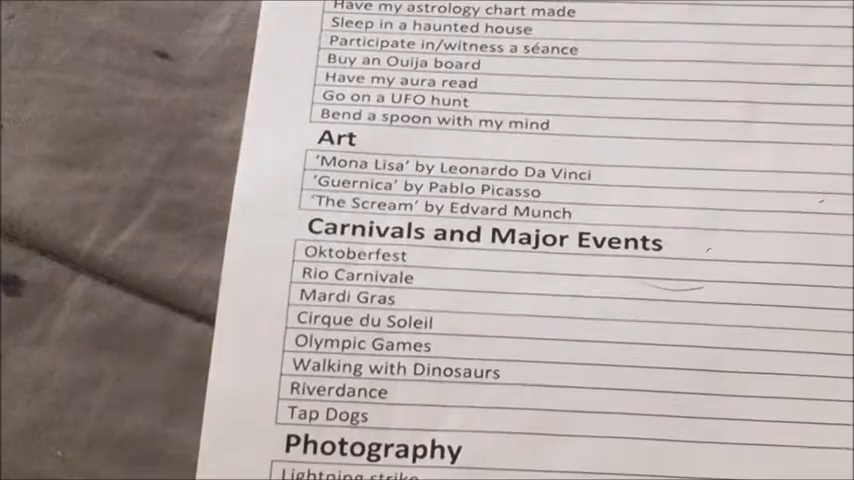 Have my astrology chart made
Sleep in a haunted house
Participate in/witness a séance
Buy an Ouija board
Have my aura read
Go on a UFO hunt
Bend a spoon with my mind
Art
‘Mona Lisa’ by Leonardo Da Vinci
‘Guernica’ by Pablo Picasso
‘The Scream’ by Edvard Munch
Carnivals and Major Events
Oktoberfest
Rio Carnivale
Mardi Gras
Cirque du Soleil
Olympic Games
Walking with Dinosaurs
Riverdance
Tap Dogs
Photography
Lightning strike